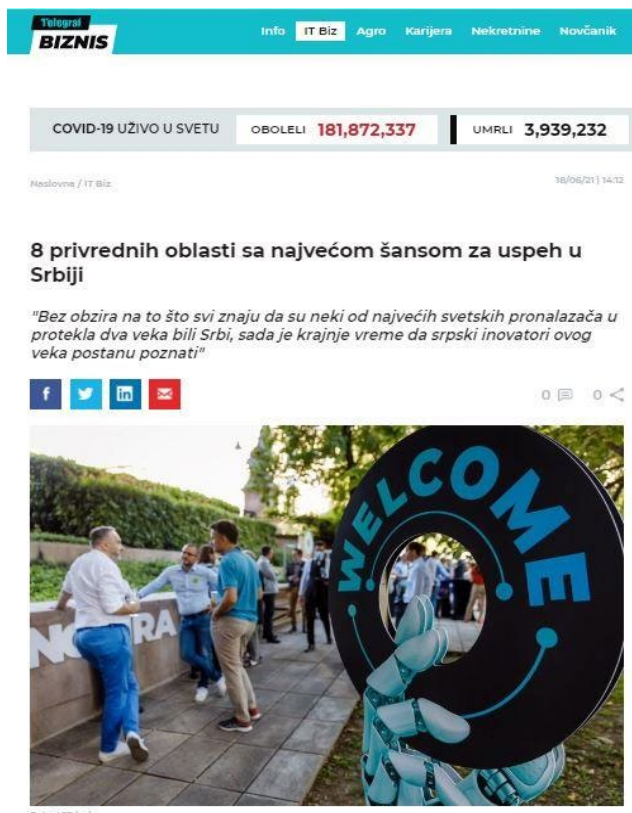 Telegraf
BIZNIS
Info IT Biz Agro Karijera Nekretnine Novčanik
COVID-19 UŽIVO U SVETU OBOLELI 181,872,337 UMRLI 3,939,232
Naslovna / IT Biz
18/06/21 | 14:12
8 privrednih oblasti sa najvećom šansom za uspeh u
Srbiji
"Bez obzira na to što svi znaju da su neki od najvećih svetskih pronalazača u
protekla dva veka bili Srbi, sada je krajnje vreme da srpski inovatori ovog
veka postanu poznati"
0 0
WELCOME